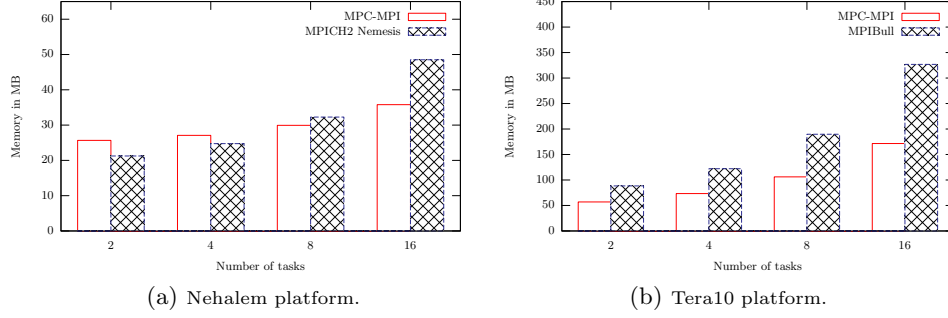 60
50
40
30
20
10
0
Memory in MB
MPC-MPI
MPICH2 Nemesis
2
4
8
16
Number of tasks
(a) Nehalem platform.
450
400
350
300
250
200
150
100
50
0
Memory in MB
MPC-MPI
MPIBull
2
4
8
16
Number of tasks
(b) Tera10 platform.